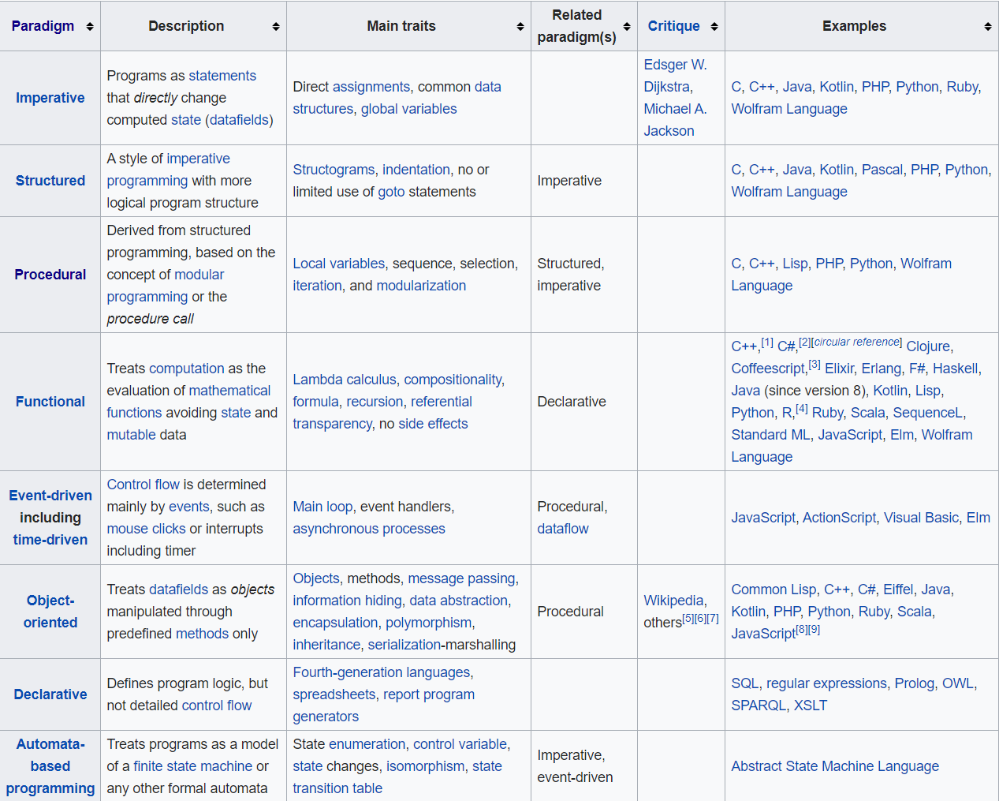 Paradigm Description Main traits Related paradigm(s) Critique Examples
Imperative
Programs as statements
that directly change
computed state (datafields)
Direct assignments, common data
structures, global variables
Edsger W.
Dijkstra,
Michael A.
Jackson
C, C++, Java, Kotlin, PHP, Python, Ruby,
Wolfram Language
Structured
A style of imperative
programming with more
logical program structure
Structograms, indentation, no or
limited use of goto statements
Imperative
C, C++, Java, Kotlin, Pascal, PHP, Python,
Wolfram Language
Procedural
Derived from structured
programming, based on the
concept of modular
programming or the
procedure call
Local variables, sequence, selection,
iteration, and modularization
Structured,
imperative
C, C++, Lisp, PHP, Python, Wolfram
Language
Functional
Treats computation as the
evaluation of mathematical
functions avoiding state and
mutable data
Lambda calculus, compositionality,
formula, recursion, referential
transparency, no side effects
Declarative
C++,[1] C#,[2][circular reference] Clojure,
Coffeescript,[3] Elixir, Erlang, F#, Haskell,
Java (since version 8), Kotlin, Lisp,
Python, R,[4] Ruby, Scala, SequenceL,
Standard ML, JavaScript, Elm, Wolfram
Language
Event-driven
including
time-driven
Control flow is determined
mainly by events, such as
mouse clicks or interrupts
including timer
Main loop, event handlers,
asynchronous processes
Procedural,
dataflow
JavaScript, ActionScript, Visual Basic, Elm
Object-
oriented
Treats datafields as objects
manipulated through
predefined methods only
Objects, methods, message passing,
information hiding, data abstraction,
encapsulation, polymorphism,
inheritance, serialization-marshalling
Procedural
Wikipedia,
others[5][6][7]
Common Lisp, C++, C#, Eiffel, Java,
Kotlin, PHP, Python, Ruby, Scala,
JavaScript[8][9]
Declarative
Defines program logic, but
not detailed control flow
Fourth-generation languages,
spreadsheets, report program
generators
SQL, regular expressions, Prolog, OWL,
SPARQL, XSLT
Automata-
based
programming
Treats programs as a model
of a finite state machine or
any other formal automata
State enumeration, control variable,
state changes, isomorphism, state
transition table
Imperative,
event-driven
Abstract State Machine Language